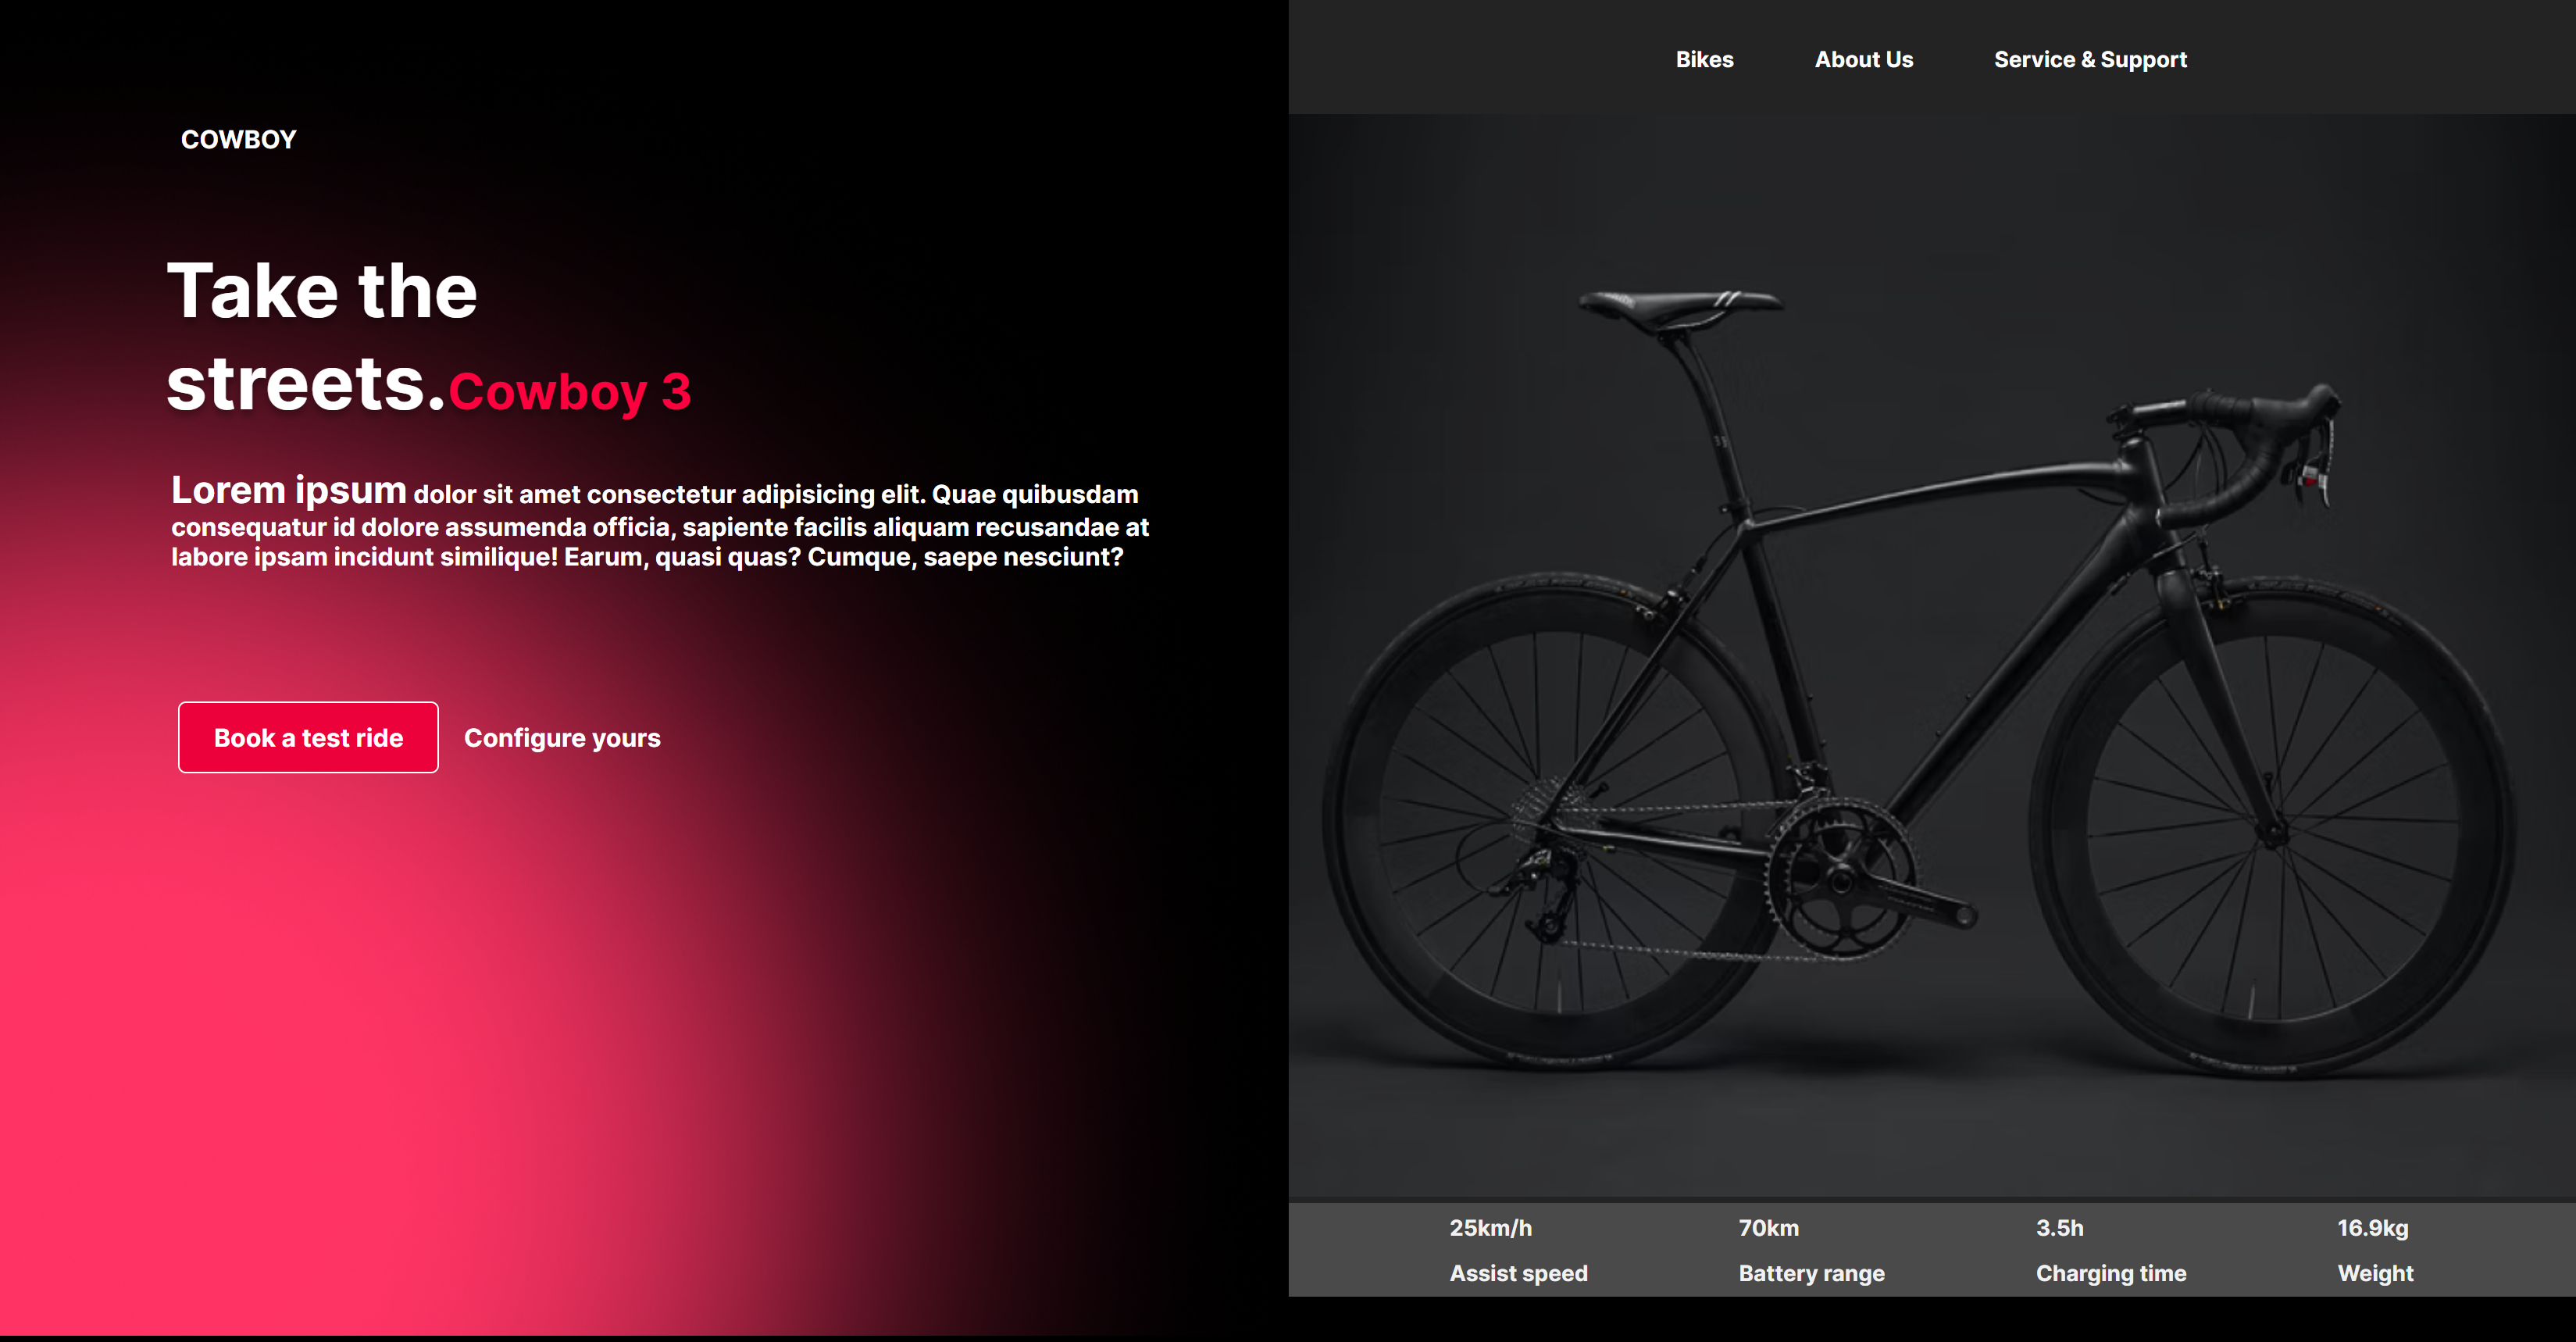 Bikes About Us Service & Support
COWBOY
Take the
streets.Cowboy 3
Lorem ipsum dolor sit amet consectetur adipisicing elit. Quae quibusdam
consequatur id dolore assumenda officia, sapiente facilis aliquam recusandae at
labore ipsam incidunt similique! Earum, quasi quas? Cumque, saepe nesciunt?
Book a test ride Configure yours
25km/h 70km 3.5h 16.9kg
Assist speed Battery range Charging time Weight